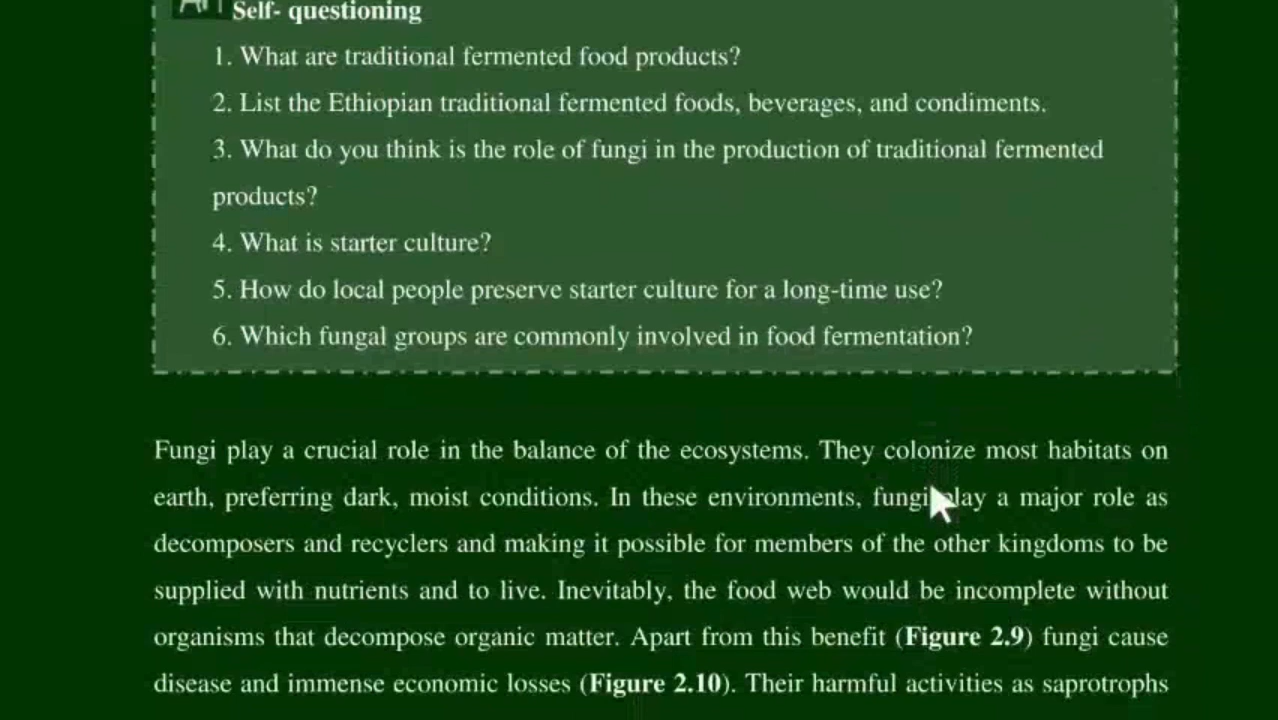 Self- questioning
1. What are traditional fermented food products?
2. List the Ethiopian traditional fermented foods, beverages, and condiments.
3. What do you think is the role of fungi in the production of traditional fermented
products?
4. What is starter culture?
5. How do local people preserve starter culture for a long-time use?
6. Which fungal groups are commonly involved in food fermentation?
Fungi play a crucial role in the balance of the ecosystems. They colonize most habitats on
earth, preferring dark, moist conditions. In these environments, fungi play a major role as
decomposers and recyclers and making it possible for members of the other kingdoms to be
supplied with nutrients and to live. Inevitably, the food web would be incomplete without
organisms that decompose organic matter. Apart from this benefit (Figure 2.9) fungi cause
disease and immense economic losses (Figure 2.10). Their harmful activities as saprotrophs